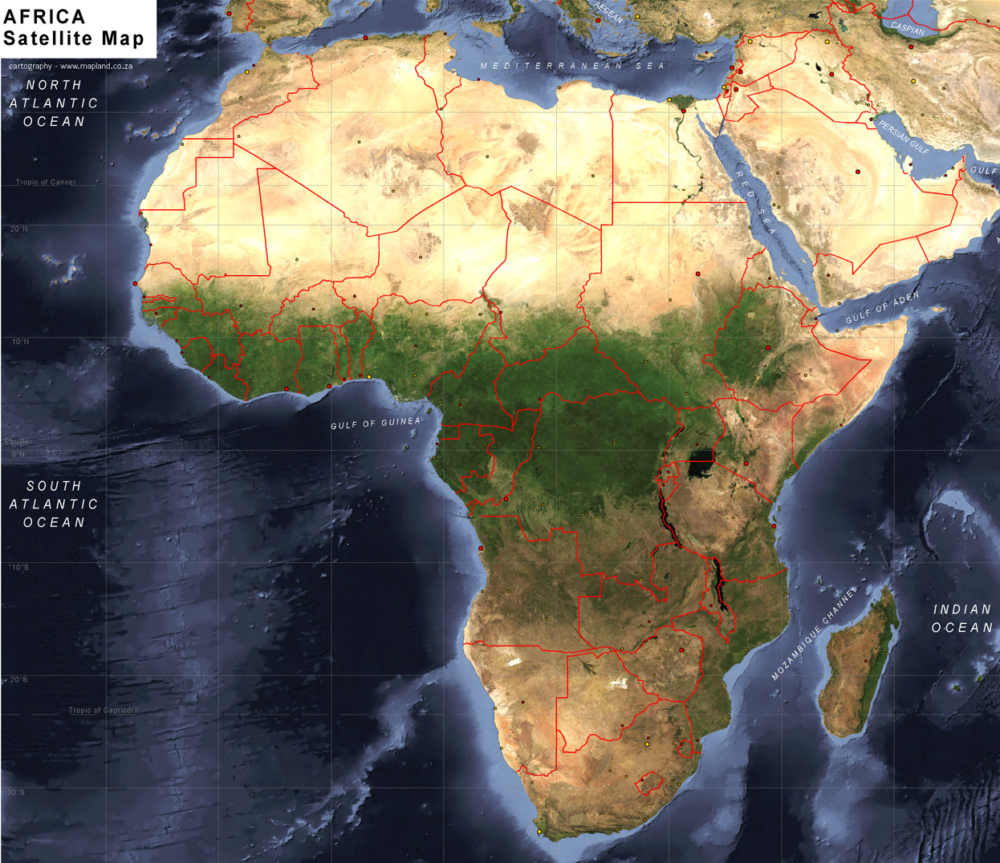 AFRICA
Satellite Map
cartography - www.mapland.co.za
NORTH
ATLANTIC
OCEAN
MEDITERRANEAN SEA
AEGEAN
CASPIAN
PERSIAN GULF
GULF
RED SEA
Tropic of Cancer
20°N
GULF OF ADEN
A
10°N
GULF OF GUINEA
Equator
0°N
SOUTH
ATLANTIC
OCEAN
10°S
MOZAMBIQUE CHANNEL
INDIAN
OCEAN
20°S
Tropic of Capricorn
30°S